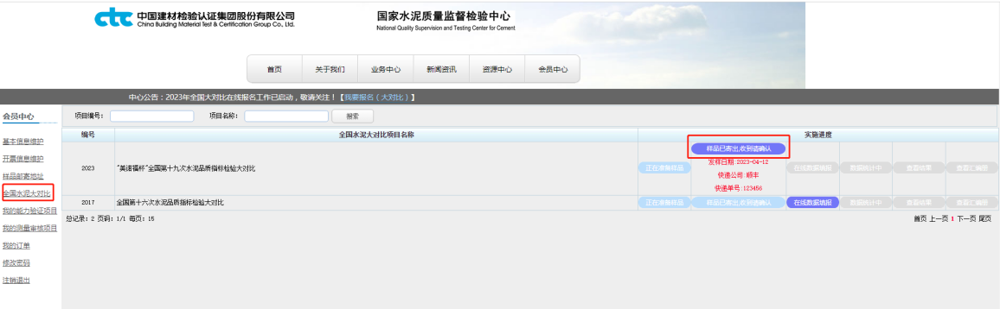 ctc 中国建材检验认证集团股份有限公司 国家水泥质量监督检验中心
China Building Material Test & Certification Group Co., Ltd. National Quality Supervision and Testing Center for Cement
首页 关于我们 业务中心 新闻资讯 资源中心 会员中心
中心公告：2023年全国大对比在线报名工作已启动，敬请关注！【我要报名（大对比）】
会员中心
基本信息维护
开票信息维护
样品邮寄地址
全国水泥大对比
我的能力验证项目
我的测量审核项目
我的订单
修改密码
注销退出
项目编号： 项目名称： 搜索
编号 全国水泥大对比项目名称 实施进度
2023 "美诺福杯"全国第十九次水泥品质指标检验大对比 正在准备样品 样品已寄出,收到请确认 在线数据填报 数据统计中 查看结果 查看汇编图
发样日期:2023-04-12
快递公司:顺丰
快递单号:123456
2017 全国第十六次水泥品质指标检验大对比 正在准备样品 样品已寄出,收到请确认 在线数据填报 数据统计中 查看结果 查看汇编图
总记录: 2 页码: 1/1 每页: 15 首页 上一页 1 下一页 尾页